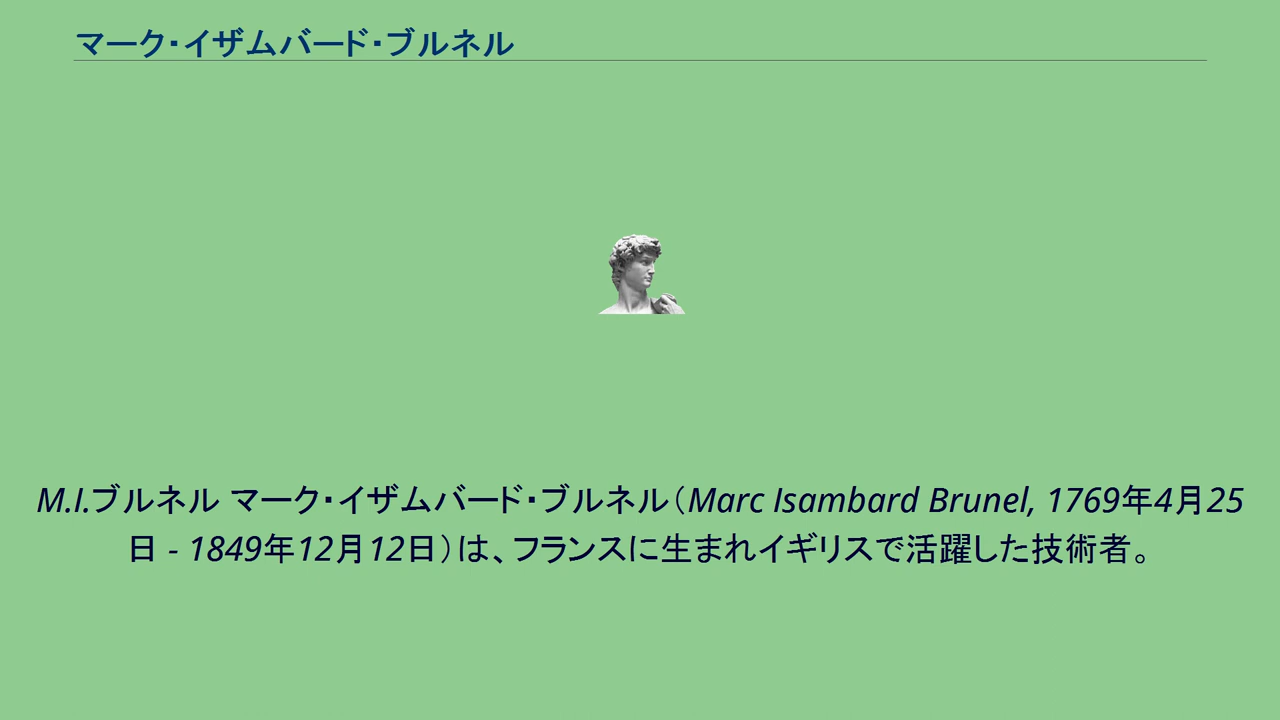 マーク・イザムバード・ブルネル
M.I.ブルネル マーク・イザムバード・ブルネル（Marc Isambard Brunel, 1769年4月25
日 - 1849年12月12日）は、フランスに生まれイギリスで活躍した技術者。